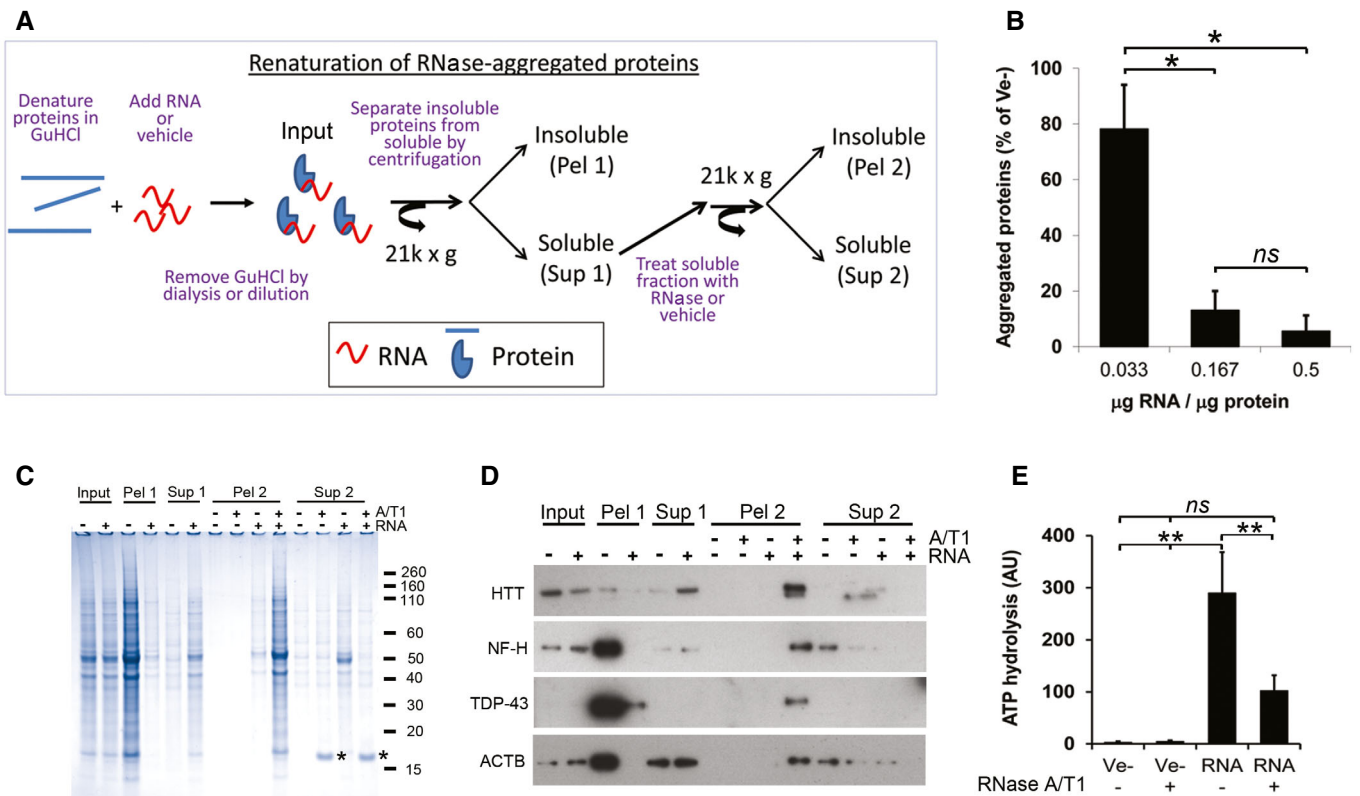 A
Renaturation of RNase-aggregated proteins
Denature
proteins in
GuHCl
Add RNA
or
vehicle
Input
Separate insoluble
proteins from
soluble by
centrifugation
Insoluble
(Pel 1)
Insoluble
(Pel 2)
+
21k x g
21k x g
Remove GuHCl by
dialysis or dilution
Soluble
(Sup 1)
Treat soluble
fraction with
RNase or
vehicle
Soluble
(Sup 2)
RNA
Protein
B
*
*
ns
Aggregated proteins (% of Ve-)
100
80
60
40
20
0
0.033 0.167 0.5
µg RNA / µg protein
C
Input Pel 1 Sup 1 Pel 2 Sup 2
- + - + - + - + A/T1
- + - + - + - - + + - - + + RNA
260
160
110
60
50
40
30
20
15
* *
D
Input Pel 1 Sup 1 Pel 2 Sup 2
- + - + - + - + A/T1
- + - + - + - - + + - - + + RNA
HTT
NF-H
TDP-43
ACTB
E
ns
** **
ATP hydrolysis (AU)
400
300
200
100
0
Ve- Ve- RNA RNA
RNase A/T1 - + - +